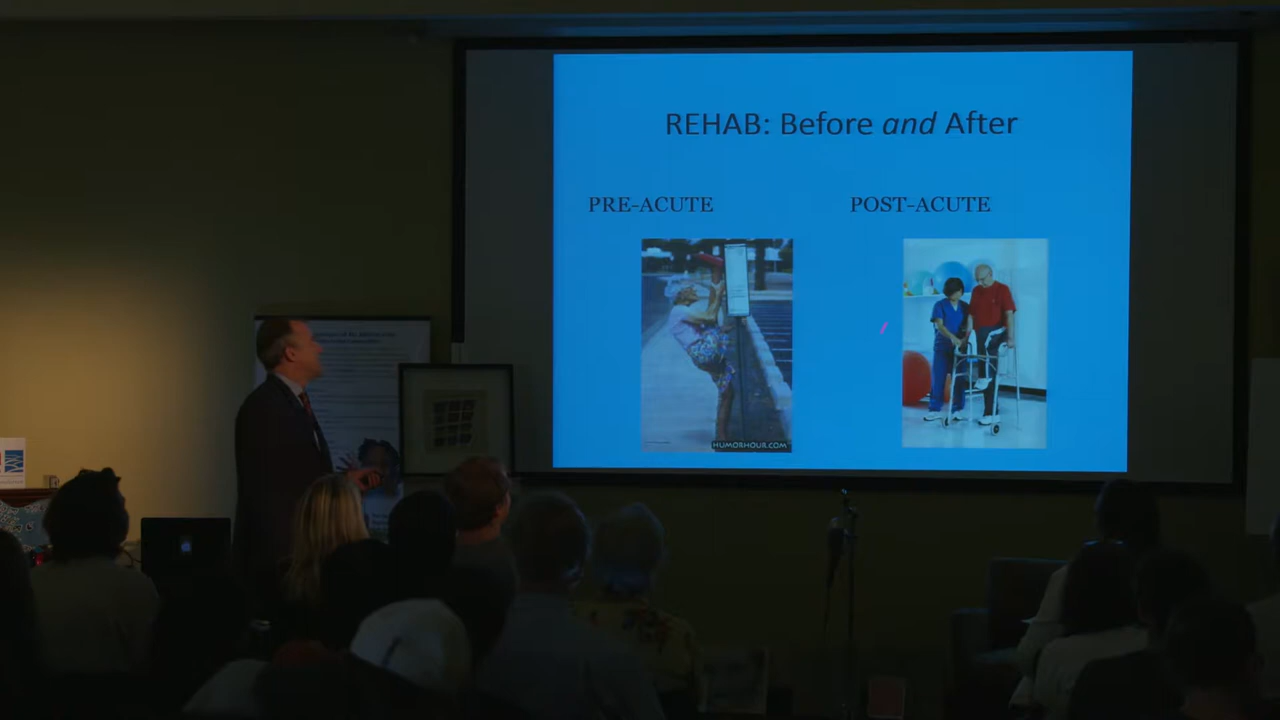 REHAB: Before and After
PRE-ACUTE
POST-ACUTE
HUMORHOUR.COM